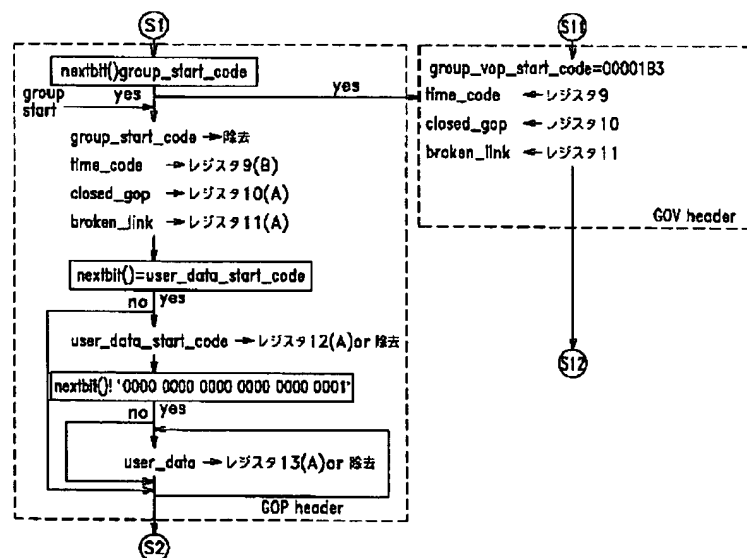 S1
nextbit()group_start_code
yes
group start
yes
group_start_code → 除去
time_code → レジスタ9(B)
closed_gop → レジスタ10(A)
broken_link → レジスタ11(A)
nextbit()=user_data_start_code
no yes
user_data_start_code → レジスタ12(A)or 除去
nextbit()! '0000 0000 0000 0000 0000 0001'
no yes
user_data → レジスタ13(A)or 除去
GOP header
S2
S11
group_vop_start_code=00001B3
time_code ← レジスタ9
closed_gop ← レジスタ10
broken_link ← レジスタ11
GOV header
S12